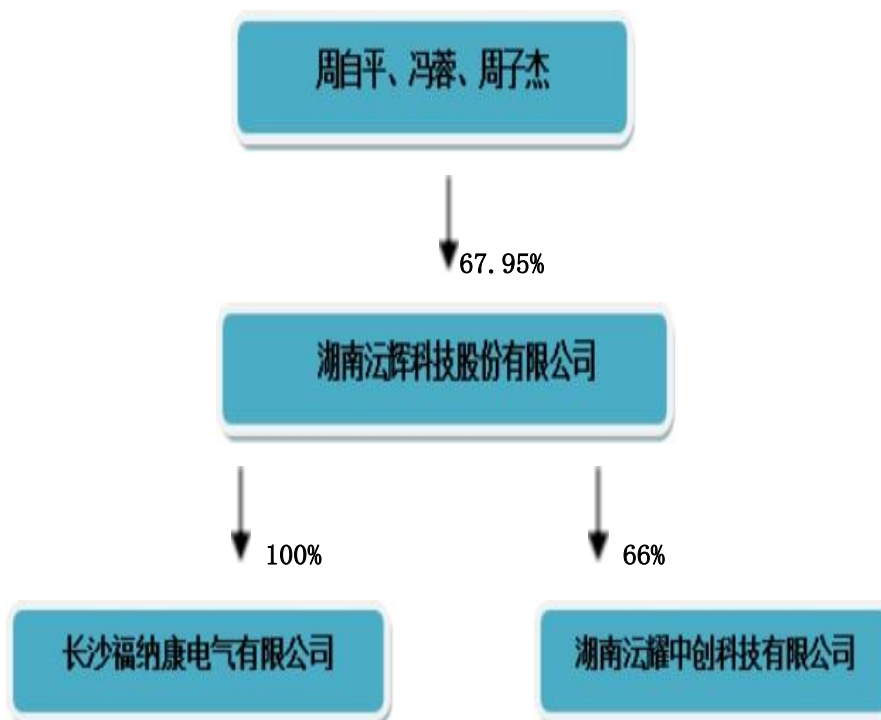 周自平、冯蓉、周子杰
67.95%
湖南沄辉科技股份有限公司
100%
66%
长沙福纳康电气有限公司
湖南沄耀中创科技有限公司